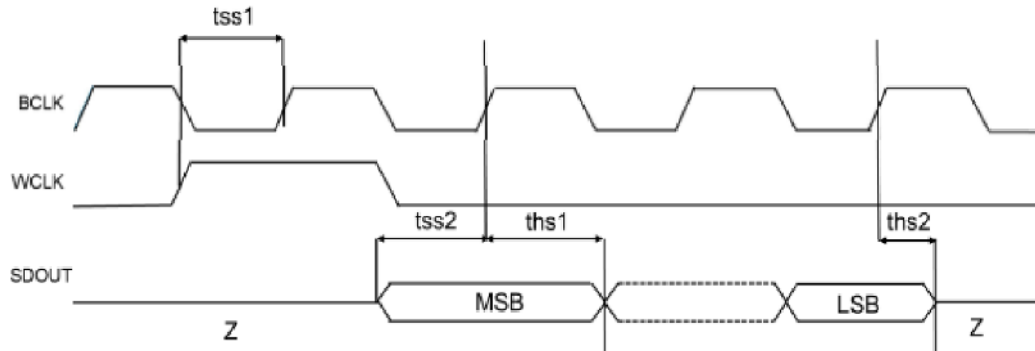 tss1
BCLK
WCLK
tss2 ths1 ths2
SDOUT
MSB LSB
Z Z